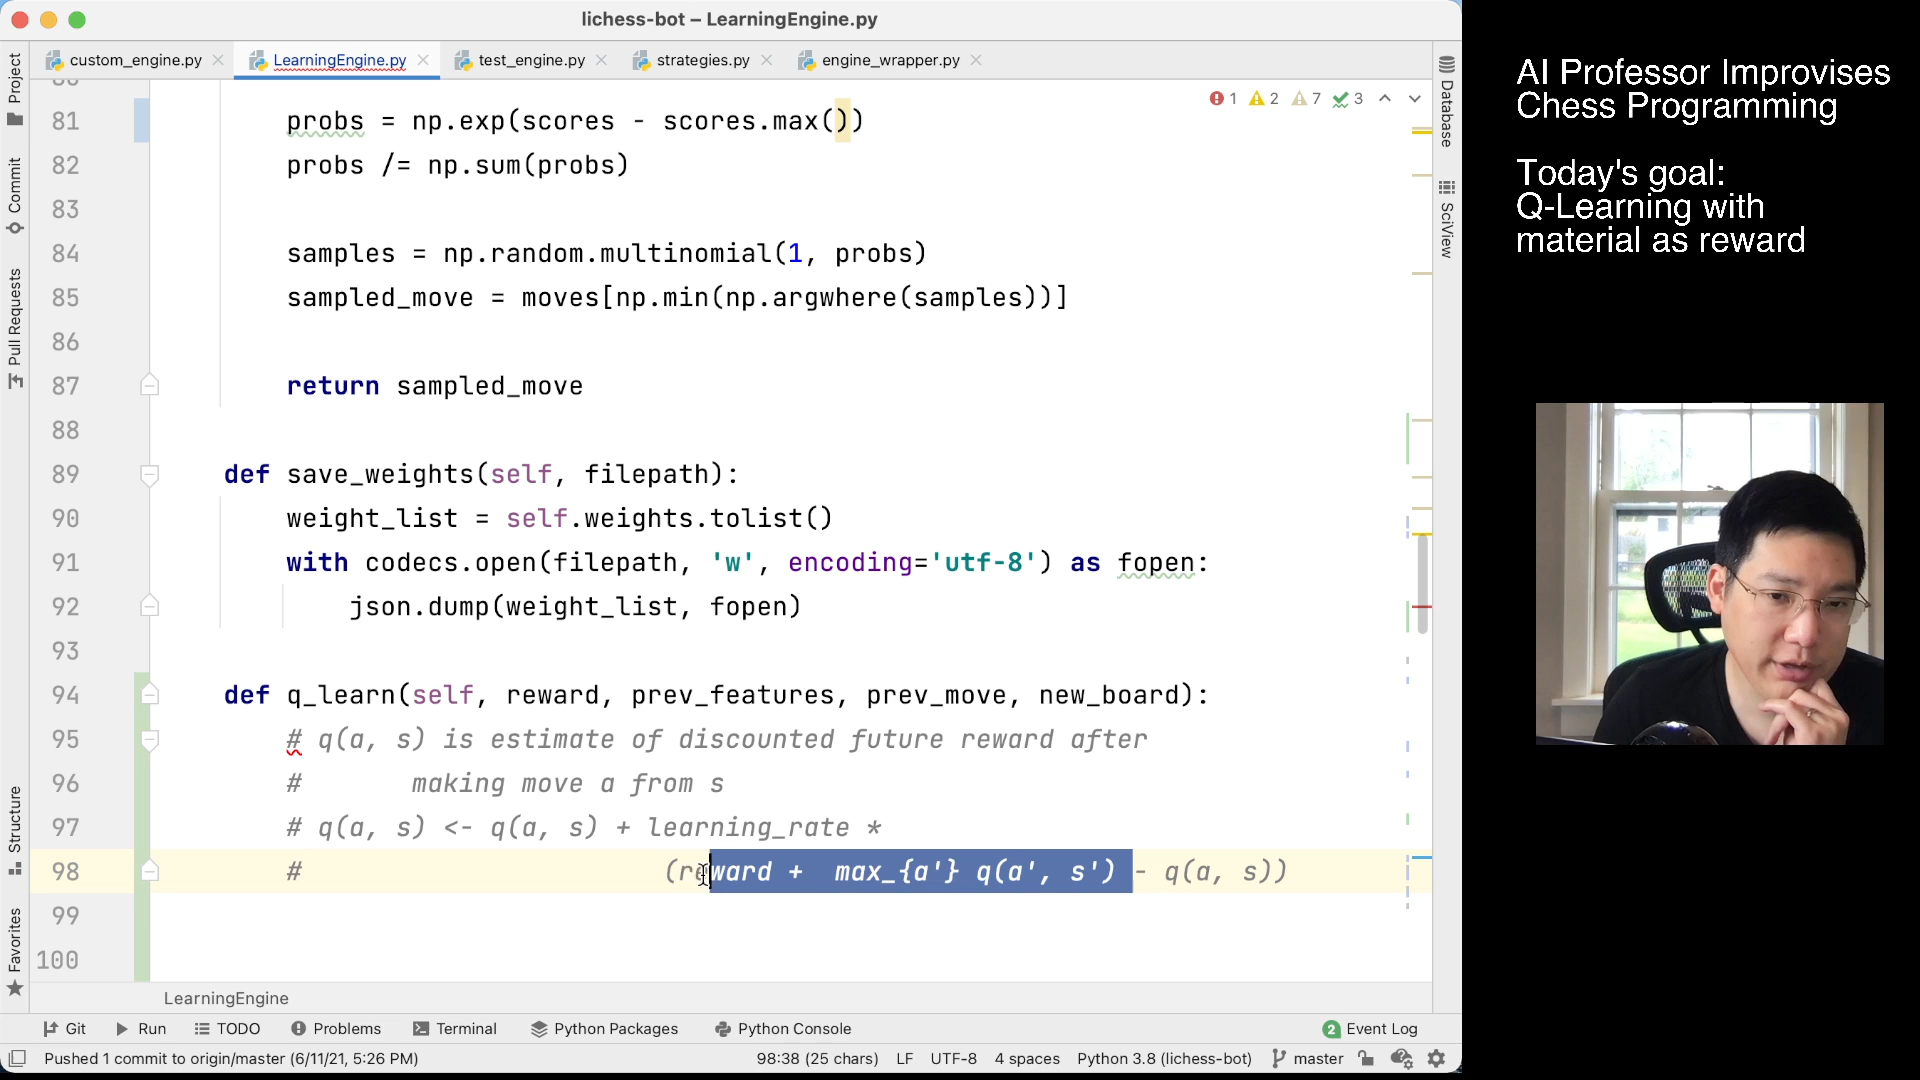 lichess-bot – LearningEngine.py
custom_engine.py
LearningEngine.py
test_engine.py
strategies.py
engine_wrapper.py
Project
Commit
Pull Requests
Structure
Favorites
Database
SciView
1 2 7 3
81 probs = np.exp(scores - scores.max())
82 probs /= np.sum(probs)
83
84 samples = np.random.multinomial(1, probs)
85 sampled_move = moves[np.min(np.argwhere(samples))]
86
87 return sampled_move
88
89 def save_weights(self, filepath):
90 weight_list = self.weights.tolist()
91 with codecs.open(filepath, 'w', encoding='utf-8') as fopen:
92 json.dump(weight_list, fopen)
93
94 def q_learn(self, reward, prev_features, prev_move, new_board):
95 # q(a, s) is estimate of discounted future reward after
96 # making move a from s
97 # q(a, s) <- q(a, s) + learning_rate *
98 # (reward + max_{a'} q(a', s') - q(a, s))
99
100
LearningEngine
Git
Run
TODO
Problems
Terminal
Python Packages
Python Console
2 Event Log
Pushed 1 commit to origin/master (6/11/21, 5:26 PM)
98:38 (25 chars)
LF
UTF-8
4 spaces
Python 3.8 (lichess-bot)
master
AI Professor Improvises
Chess Programming
Today's goal:
Q-Learning with
material as reward